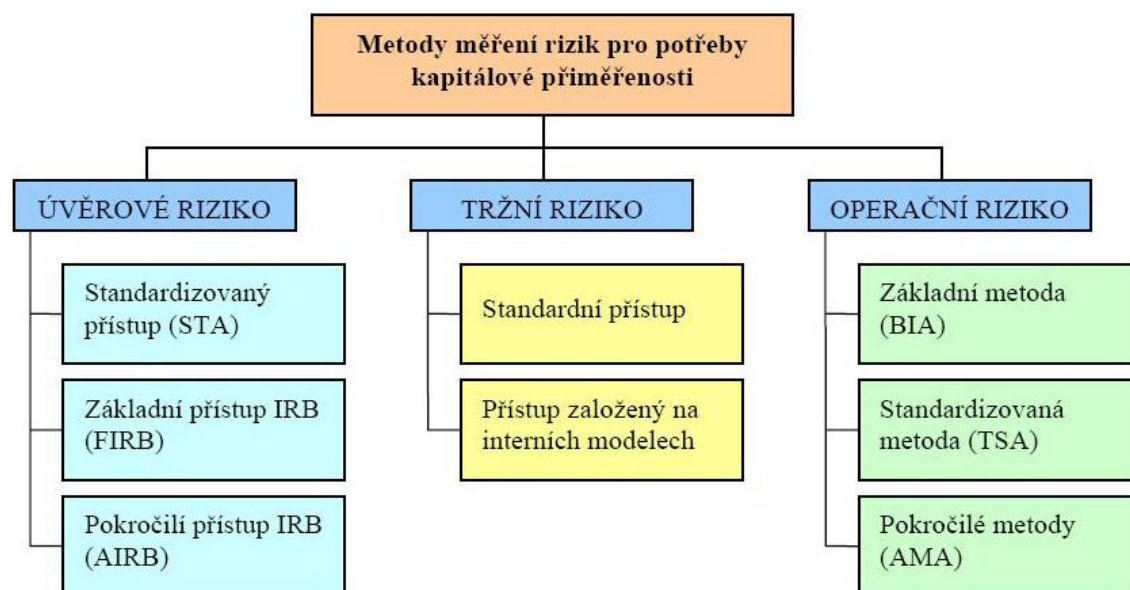 Metody měření rizik pro potřeby
kapitálové přiměřenosti
ÚVĚROVÉ RIZIKO
Standardizovaný
přístup (STA)
Základní přístup IRB
(FIRB)
Pokročilí přístup IRB
(AIRB)
TRŽNÍ RIZIKO
Standardní přístup
Přístup založený na
interních modelech
OPERAČNÍ RIZIKO
Základní metoda
(BIA)
Standardizovaná
metoda (TSA)
Pokročilé metody
(AMA)